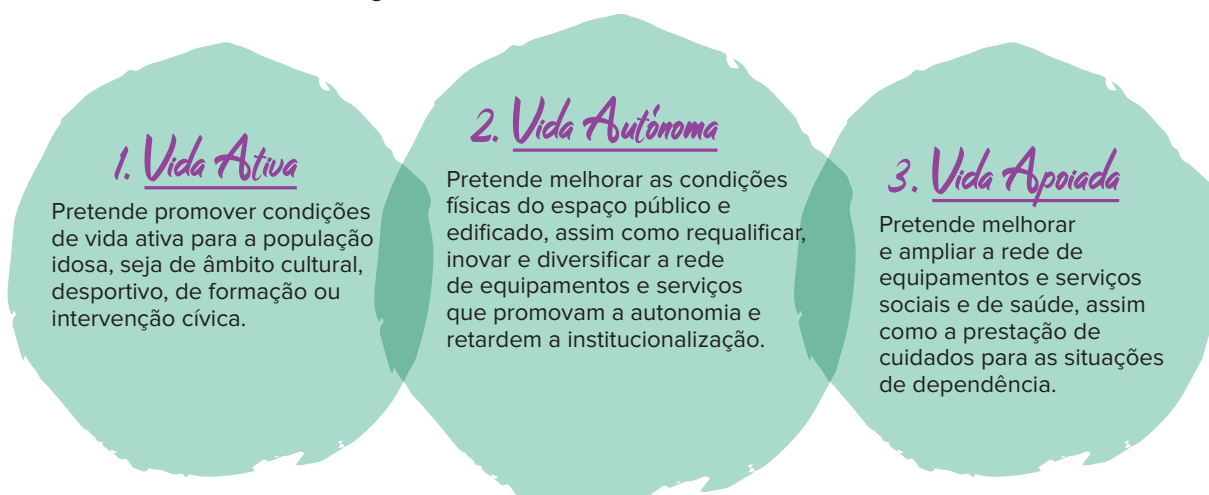 1. Vida Ativa
Pretende promover condições
de vida ativa para a população
idosa, seja de âmbito cultural,
desportivo, de formação ou
intervenção cívica.
2. Vida Autónoma
Pretende melhorar as condições
físicas do espaço público e
edificado, assim como requalificar,
inovar e diversificar a rede
de equipamentos e serviços
que promovam a autonomia e
retardem a institucionalização.
3. Vida Apoiada
Pretende melhorar
e ampliar a rede de
equipamentos e serviços
sociais e de saúde, assim
como a prestação de
cuidados para as situações
de dependência.